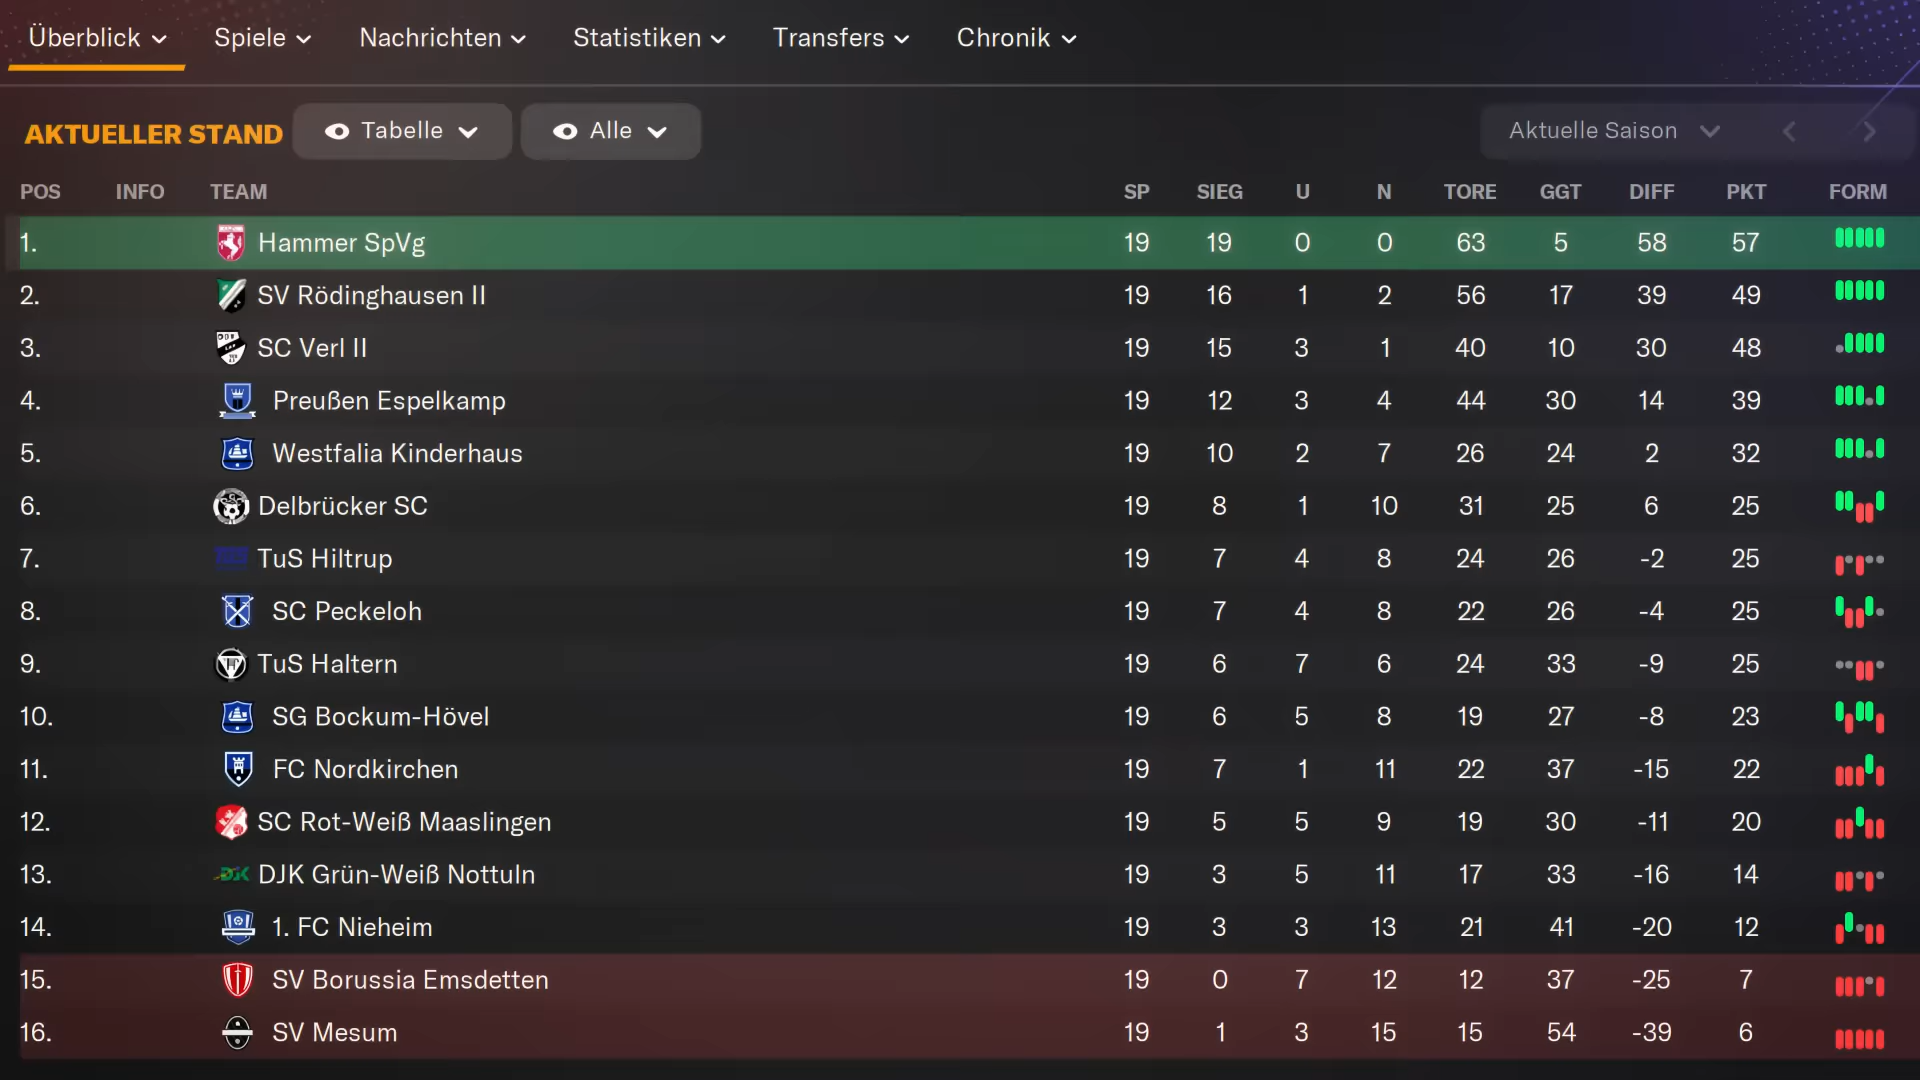 Überblick Spiele Nachrichten Statistiken Transfers Chronik
AKTUELLER STAND Tabelle Alle Aktuelle Saison
POS INFO TEAM SP SIEG U N TORE GGT DIFF PKT FORM
1. Hammer SpVg 19 19 0 0 63 5 58 57
2. SV Rödinghausen II 19 16 1 2 56 17 39 49
3. SC Verl II 19 15 3 1 40 10 30 48
4. Preußen Espelkamp 19 12 3 4 44 30 14 39
5. Westfalia Kinderhaus 19 10 2 7 26 24 2 32
6. Delbrücker SC 19 8 1 10 31 25 6 25
7. TuS Hiltrup 19 7 4 8 24 26 -2 25
8. SC Peckeloh 19 7 4 8 22 26 -4 25
9. TuS Haltern 19 6 7 6 24 33 -9 25
10. SG Bockum-Hövel 19 6 5 8 19 27 -8 23
11. FC Nordkirchen 19 7 1 11 22 37 -15 22
12. SC Rot-Weiß Maaslingen 19 5 5 9 19 30 -11 20
13. DJK DJK Grün-Weiß Nottuln 19 3 5 11 17 33 -16 14
14. 1. FC Nieheim 19 3 3 13 21 41 -20 12
15. SV Borussia Emsdetten 19 0 7 12 12 37 -25 7
16. SV Mesum 19 1 3 15 15 54 -39 6